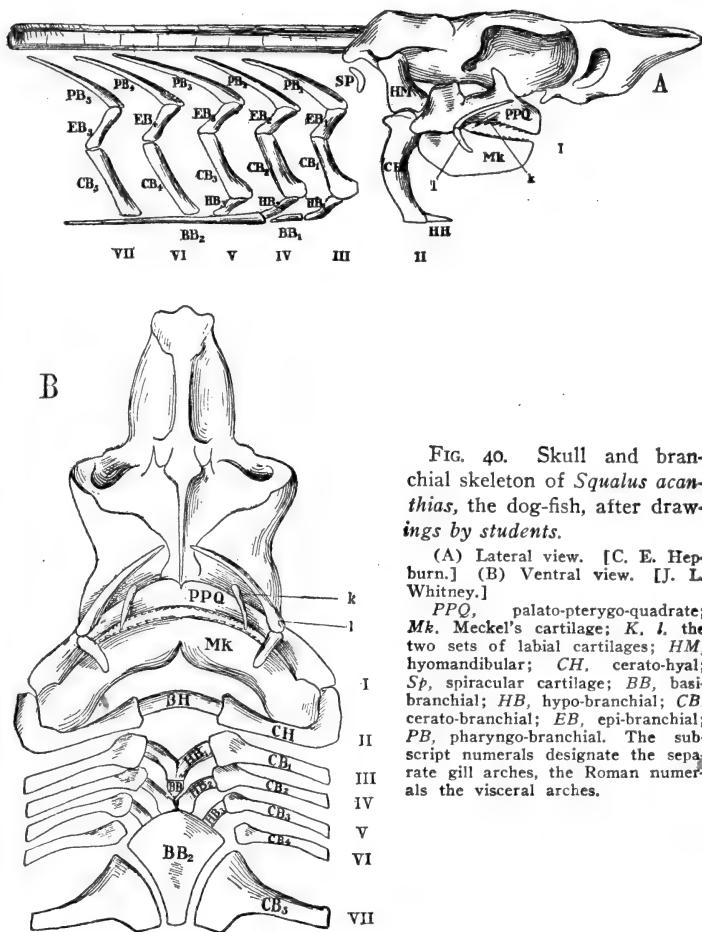 A
SP
HM
PPQ
PB₅ PB₄ PB₃ PB₂ PB₁
EB₅ EB₄ EB₃ EB₂ EB₁
CB₅ CB₄ CB₃ CB₂ CB₁
Mk
I
l
k
HB₃ HB₂ HB₁
BB₂
BB₁
HB
VII VI V IV III II
B
PPQ
k
l
Mk
I
BH
CH
II
HB₁
CB₁
III
BB
HB₂
CB₂
IV
HB₃
CB₃
V
CB₄
VI
BB₂
CB₅
VII
FIG. 40. Skull and bran-
chial skeleton of Squalus acan-
thias, the dog-fish, after draw-
ings by students.
(A) Lateral view. [C. E. Hep-
burn.] (B) Ventral view. [J. L.
Whitney.]
PPQ, palato-pterygo-quadrate;
Mk. Meckel's cartilage; K, l. the
two sets of labial cartilages; HM,
hyomandibular; CH, cerato-hyal;
Sp, spiracular cartilage; BB, basi-
branchial; HB, hypo-branchial; CB
cerato-branchial; EB, epi-branchial;
PB, pharyngo-branchial. The sub-
script numerals designate the sepa-
rate gill arches, the Roman numer-
als the visceral arches.